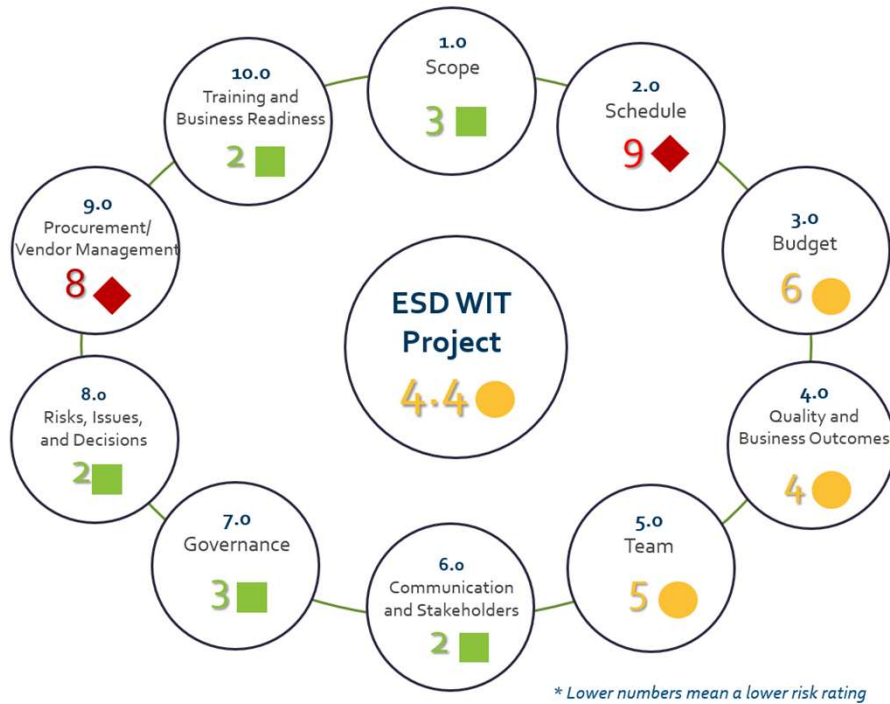 1.0
Scope
3
2.0
Schedule
9
3.0
Budget
6
4.0
Quality and
Business Outcomes
4
5.0
Team
5
6.0
Communication
and Stakeholders
2
7.0
Governance
3
8.0
Risks, Issues,
and Decisions
2
9.0
Procurement/
Vendor Management
8
10.0
Training and
Business Readiness
2
ESD WIT
Project
4.4
* Lower numbers mean a lower risk rating